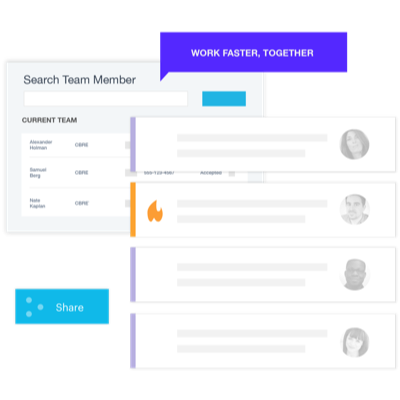 WORK FASTER, TOGETHER
Search Team Member
CURRENT TEAM
Alexander
Holman
CBRE
Samuel
Berg
CBRE
555-123-4567
Accepted
Nate
Kaplan
CBRE
Share